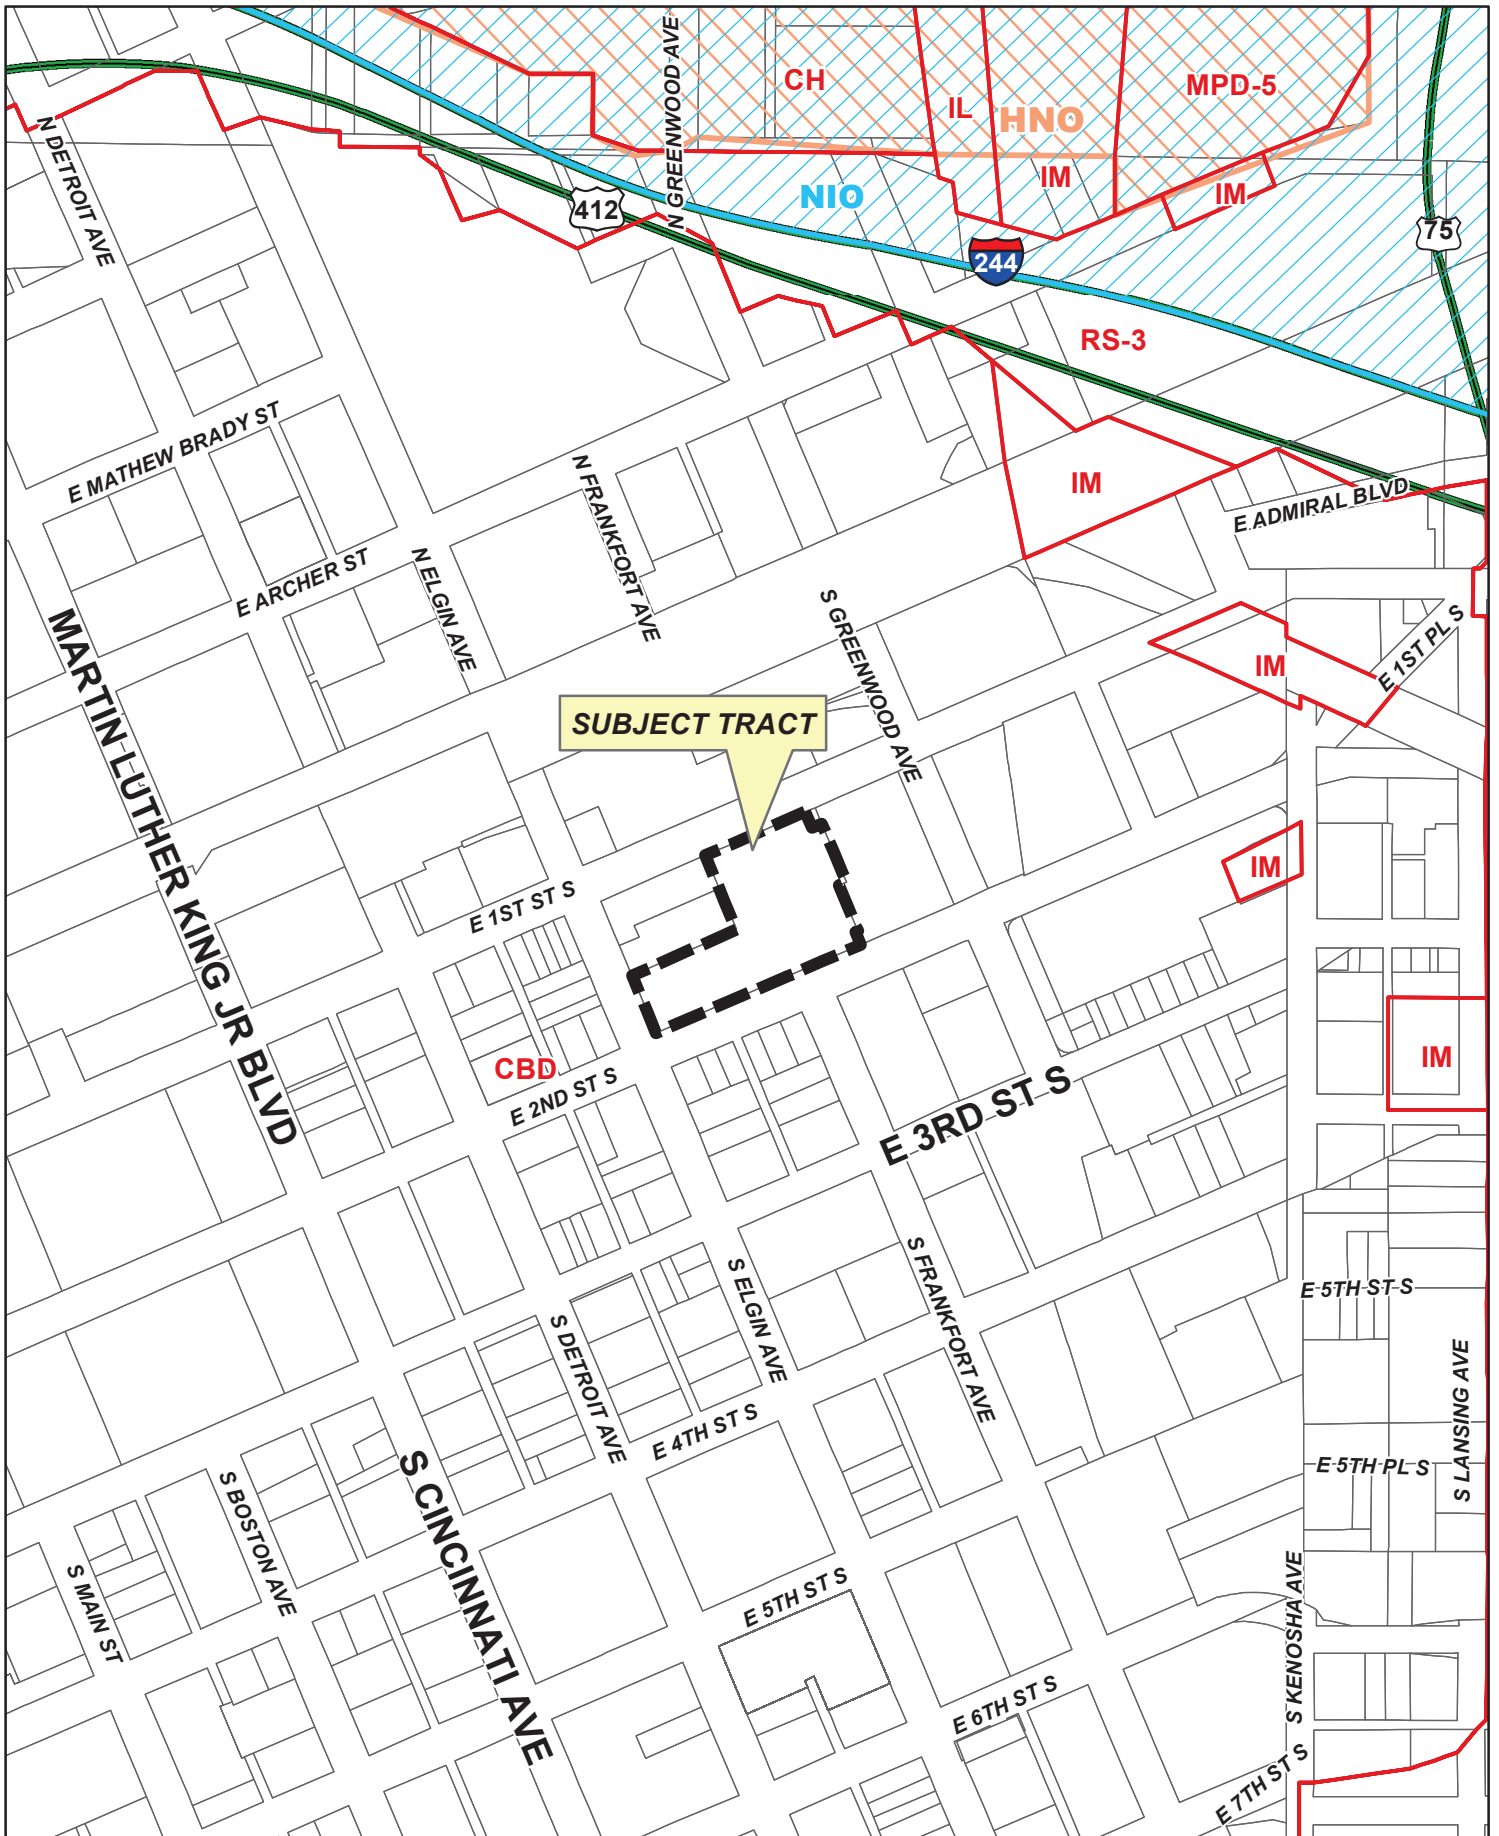 N GREENWOOD AVE
CH
IL
HNO
MPD-5
N DETROIT AVE
412
NIO
IM
IM
75
244
RS-3
E MATHEW BRADY ST
N FRANKFORT AVE
IM
E ADMIRAL BLVD
E ARCHER ST
N ELGIN AVE
S GREENWOOD AVE
MARTIN LUTHER KING JR BLVD
IM
E 1ST PL S
SUBJECT TRACT
IM
E 1ST ST S
CBD
E 2ND ST S
E 3RD ST S
IM
S ELGIN AVE
S FRANKFORT AVE
E 5TH ST S
S DETROIT AVE
S LANSING AVE
E 4TH ST S
E 5TH PL S
S CINCINNATI AVE
S BOSTON AVE
S MAIN ST
E 5TH ST S
S KENOSHA AVE
E 6TH ST S
E 7TH ST S